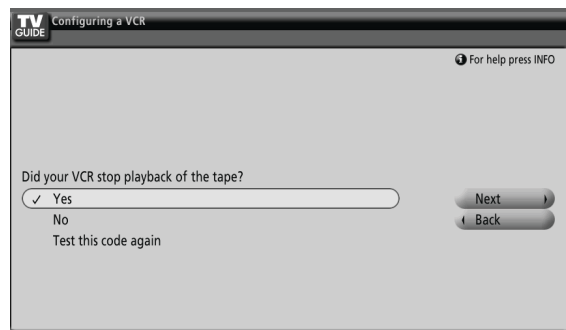 TV GUIDE
Configuring a VCR
For help press INFO
Did your VCR stop playback of the tape?
✓ Yes
No
Test this code again
Next
Back